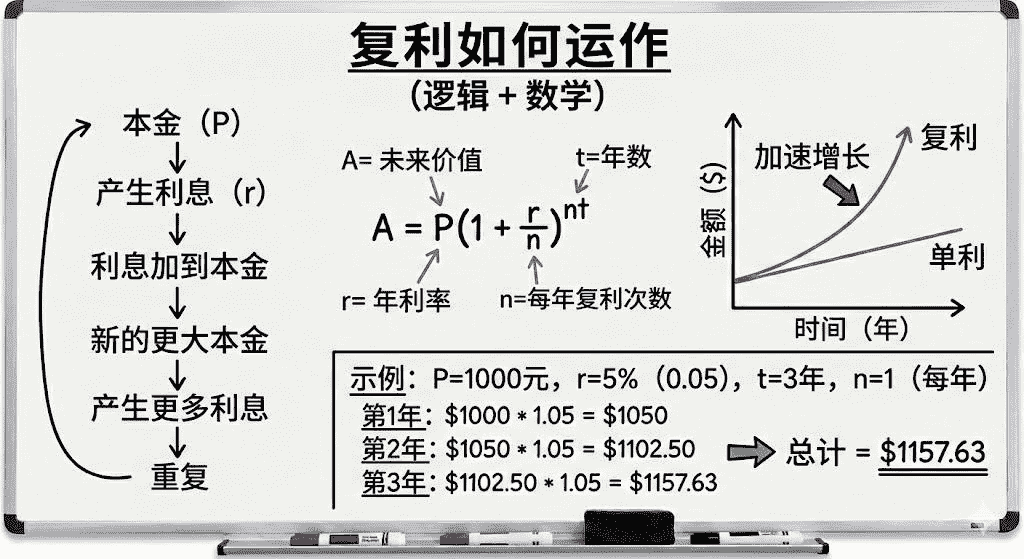 复利如何运作
（逻辑 + 数学）
本金（P）
产生利息（r）
利息加到本金
新的更大本金
产生更多利息
重复
A= 未来价值
t=年数
A = P(1 + r/n)^nt
r= 年利率
n=每年复利次数
金额 ($)
加速增长
复利
单利
时间（年）
示例：P=1000元，r=5%（0.05），t=3年，n=1（每年）
第1年：$1000 * 1.05 = $1050
第2年：$1050 * 1.05 = $1102.50
第3年：$1102.50 * 1.05 = $1157.63
总计 = $1157.63